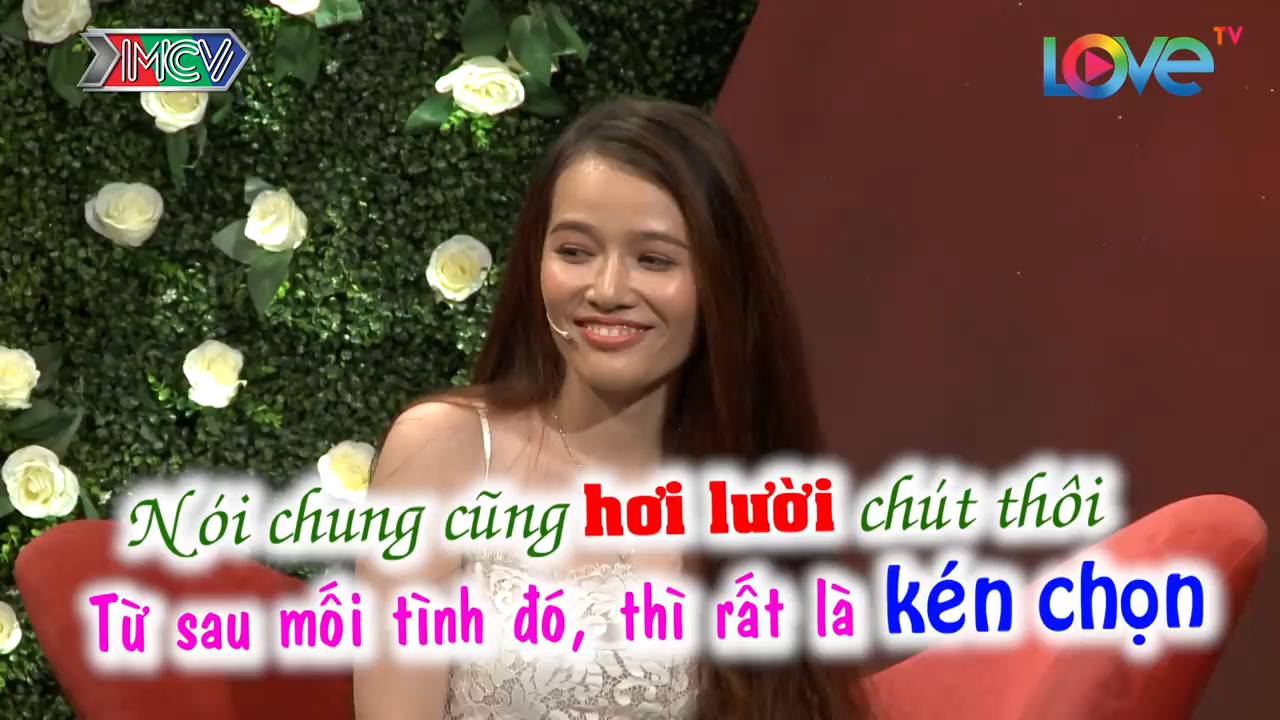 MCV
LOVE TV
Nói chung cũng hơi lười chút thôi
Từ sau mối tình đó, thì rất là kén chọn